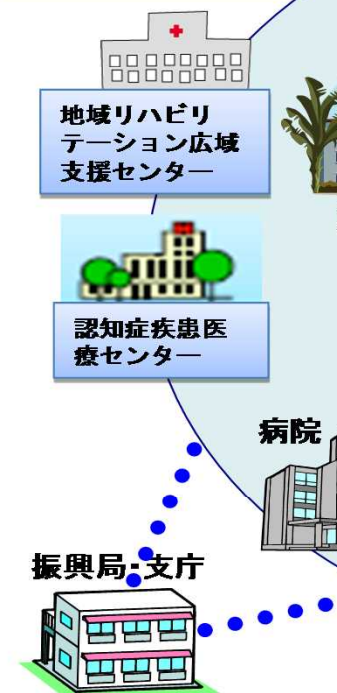 地域リハビリ
テーション広域
支援センター
認知症疾患医
療センター
病院
振興局・支庁